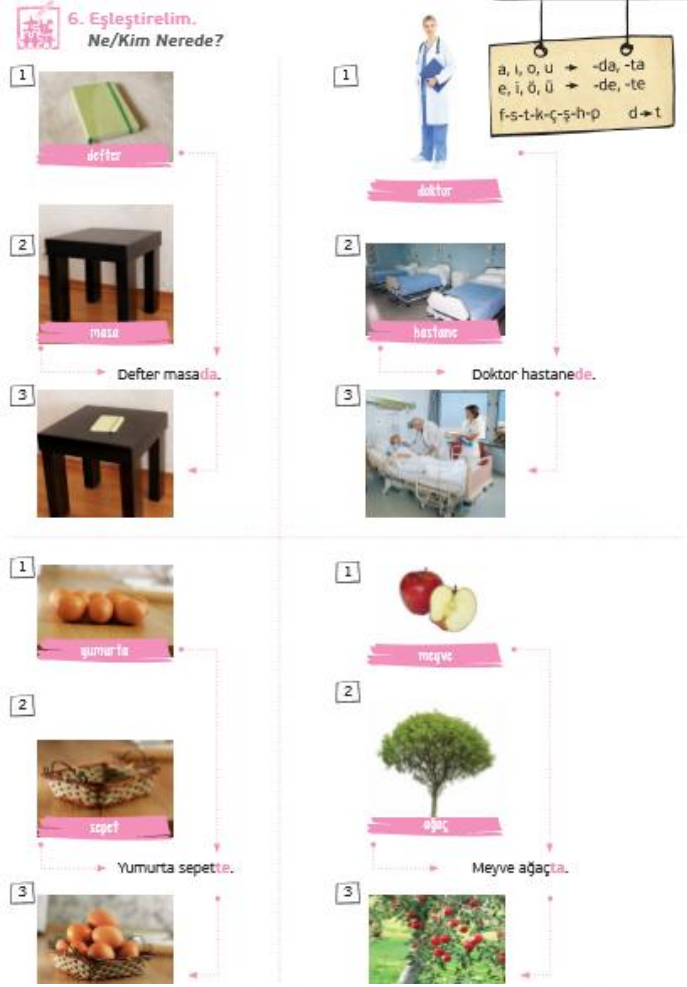 6. Eşleştirelim.
Ne/Kim Nerede?
a, ı, o, u → -da, -ta
e, i, ö, ü → -de, -te
f-s-t-k-ç-ş-h-p d→t
1
defter
2
masa
Defter masada.
3
1
doktor
2
hastane
Doktor hastanede.
3
1
yumurta
2
sepet
Yumurta sepette.
3
1
meyve
2
ağaç
Meyve ağaçta.
3